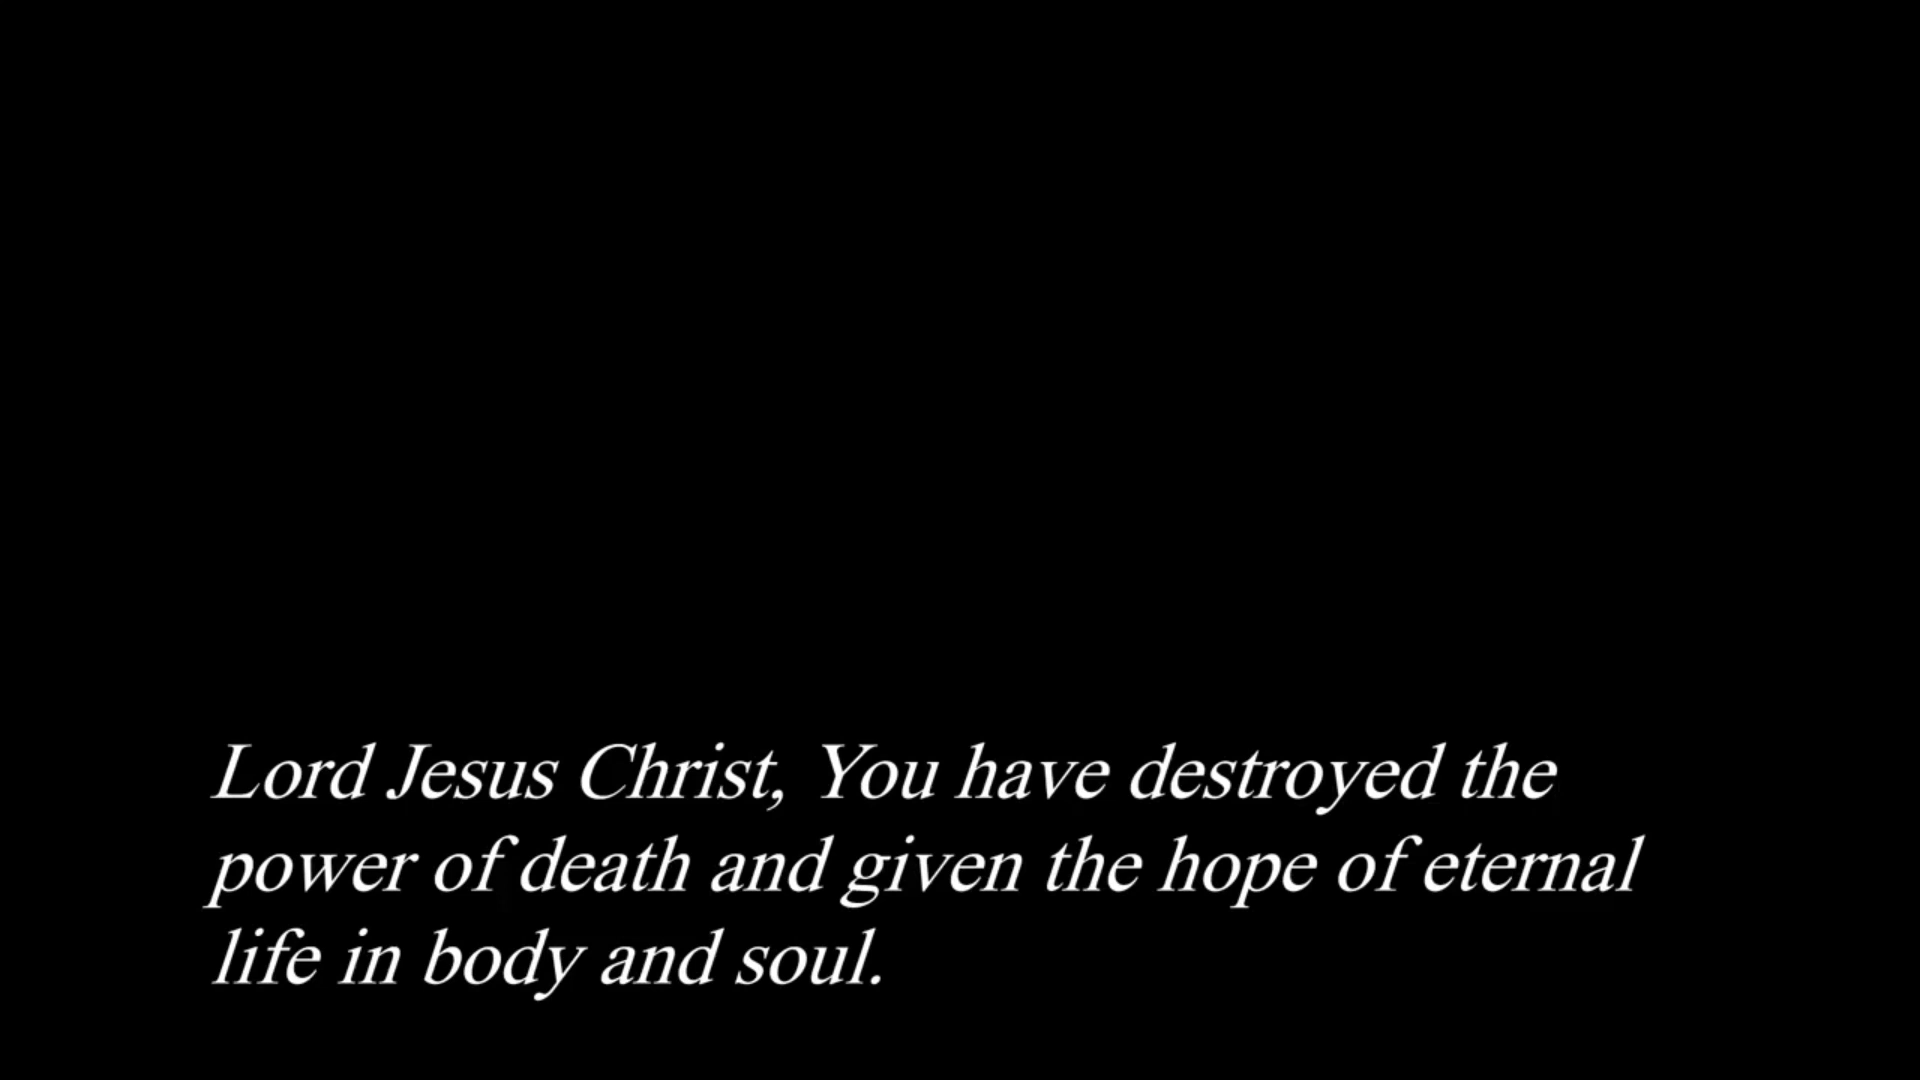 Lord Jesus Christ, You have destroyed the
power of death and given the hope of eternal
life in body and soul.